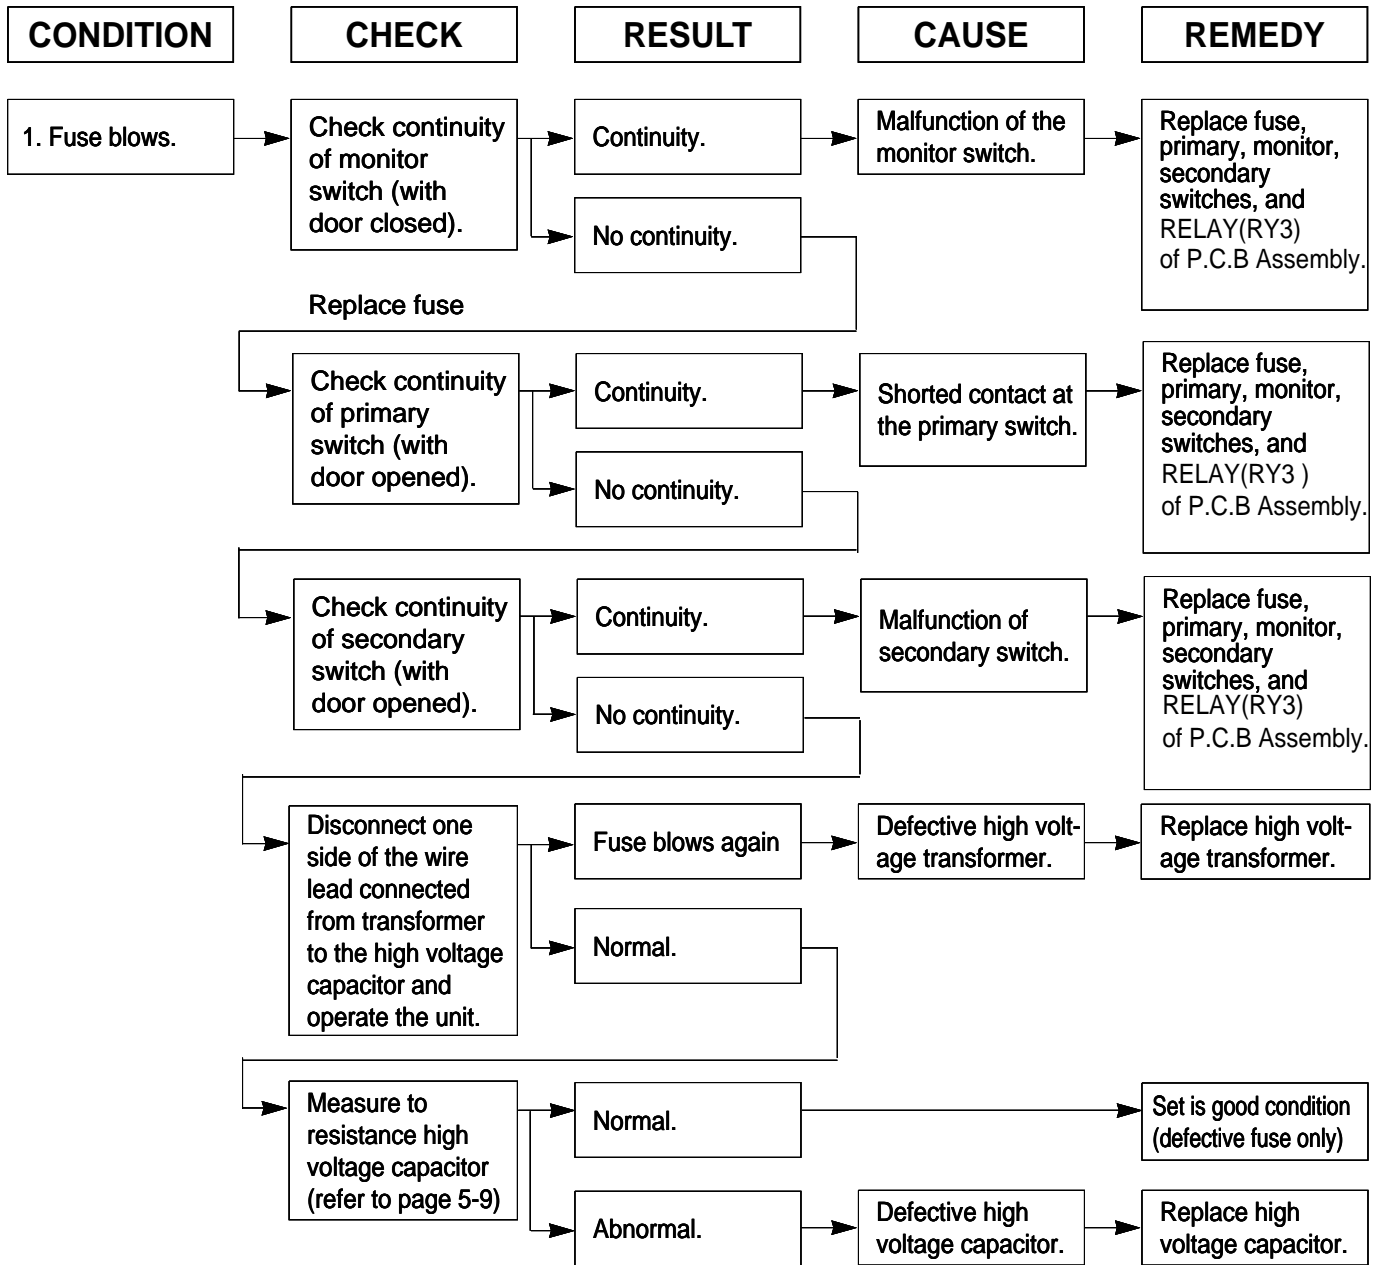 CONDITION
CHECK
RESULT
CAUSE
REMEDY
1. Fuse blows.
Check continuity
of monitor
switch (with
door closed).
Continuity.
Malfunction of the
monitor switch.
Replace fuse,
primary, monitor,
secondary
switches, and
RELAY(RY3)
of P.C.B Assembly.
No continuity.
Replace fuse
Check continuity
of primary
switch (with
door opened).
Continuity.
Shorted contact at
the primary switch.
Replace fuse,
primary, monitor,
secondary
switches, and
RELAY(RY3 )
of P.C.B Assembly.
No continuity.
Check continuity
of secondary
switch (with
door opened).
Continuity.
Malfunction of
secondary switch.
Replace fuse,
primary, monitor,
secondary
switches, and
RELAY(RY3)
of P.C.B Assembly.
No continuity.
Disconnect one
side of the wire
lead connected
from transformer
to the high voltage
capacitor and
operate the unit.
Fuse blows again
Defective high volt-
age transformer.
Replace high volt-
age transformer.
Normal.
Measure to
resistance high
voltage capacitor
(refer to page 5-9)
Normal.
Set is good condition
(defective fuse only)
Abnormal.
Defective high
voltage capacitor.
Replace high
voltage capacitor.